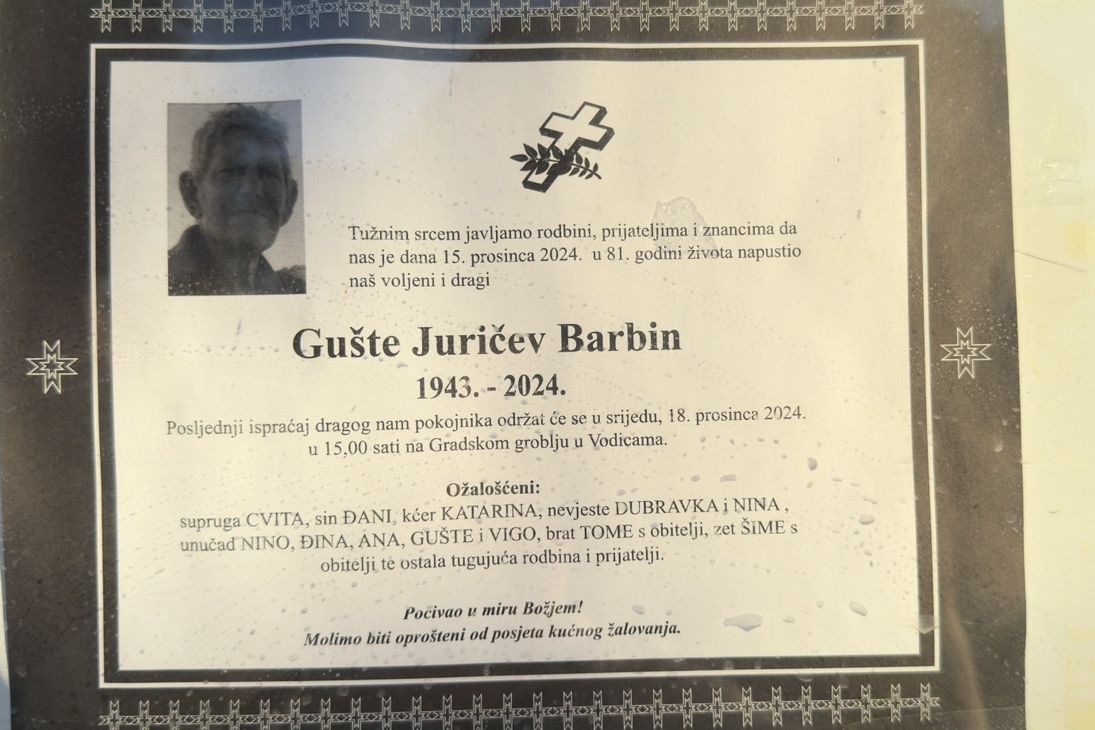 Tužnim srcem javljamo rodbini, prijateljima i znancima da
nas je dana 15. prosinca 2024. u 81. godini života napustio
naš voljeni i dragi
Gušte Juričev Barbin
1943. - 2024.
Posljednji ispraćaj dragog nam pokojnika održat će se u srijedu, 18. prosinca 2024.
u 15,00 sati na Gradskom groblju u Vodicama.
Ožalošćeni:
supruga CVITA, sin ĐANI, kćer KATARINA, nevjeste DUBRAVKA i NINA ,
unučad NINO, ĐINA, ANA, GUŠTE i VIGO, brat TOME s obitelji, zet ŠIME s
obitelji te ostala tugujuća rodbina i prijatelji.
Počivao u miru Božjem!
Molimo biti oprošteni od posjeta kućnog žalovanja.